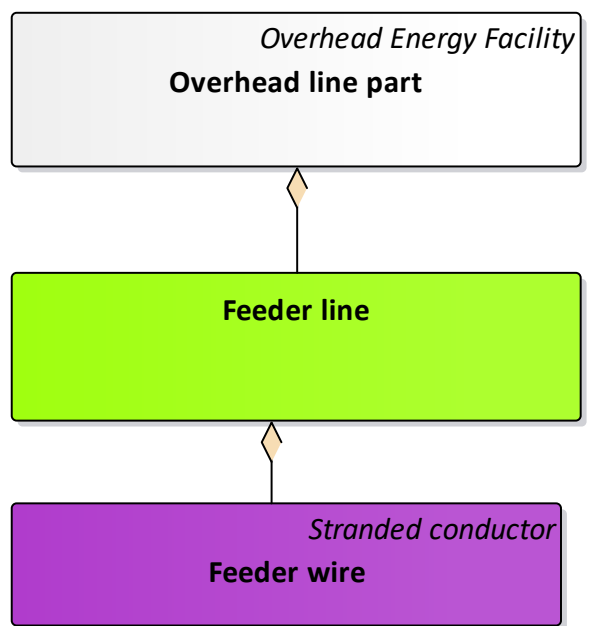 Overhead Energy Facility
Overhead line part
Feeder line
Stranded conductor
Feeder wire